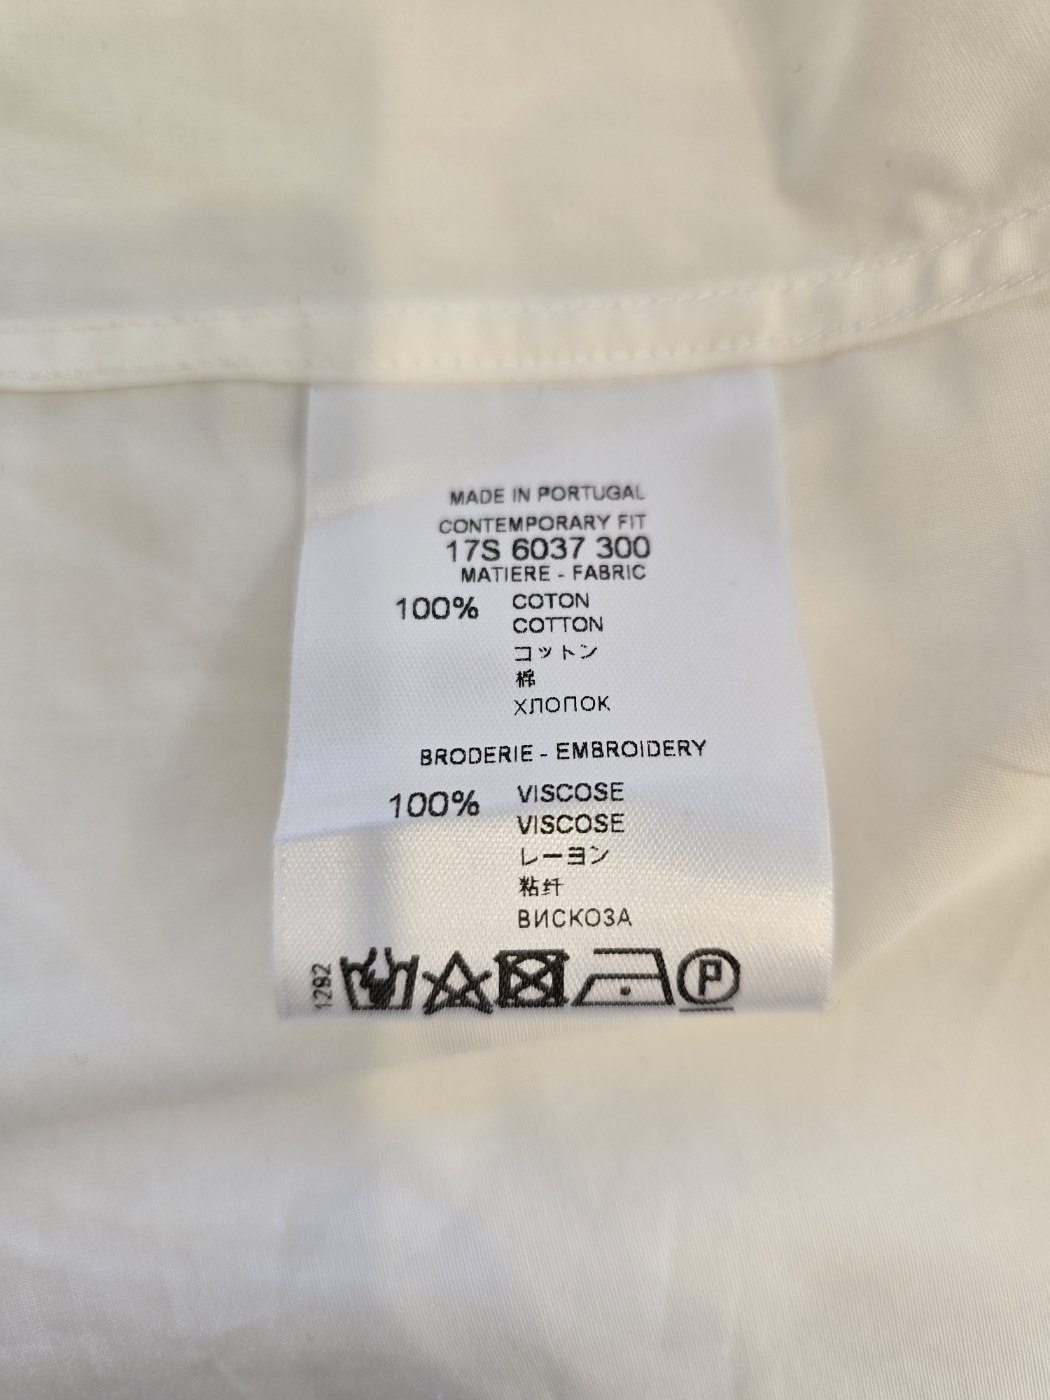 MADE IN PORTUGAL
CONTEMPORARY FIT
17S 6037 300
MATIERE - FABRIC
100% COTON
COTTON
コットン
棉
ХЛОПОК
BRODERIE - EMBROIDERY
100% VISCOSE
VISCOSE
レーヨン
粘纤
ВИСКОЗА
1292
P